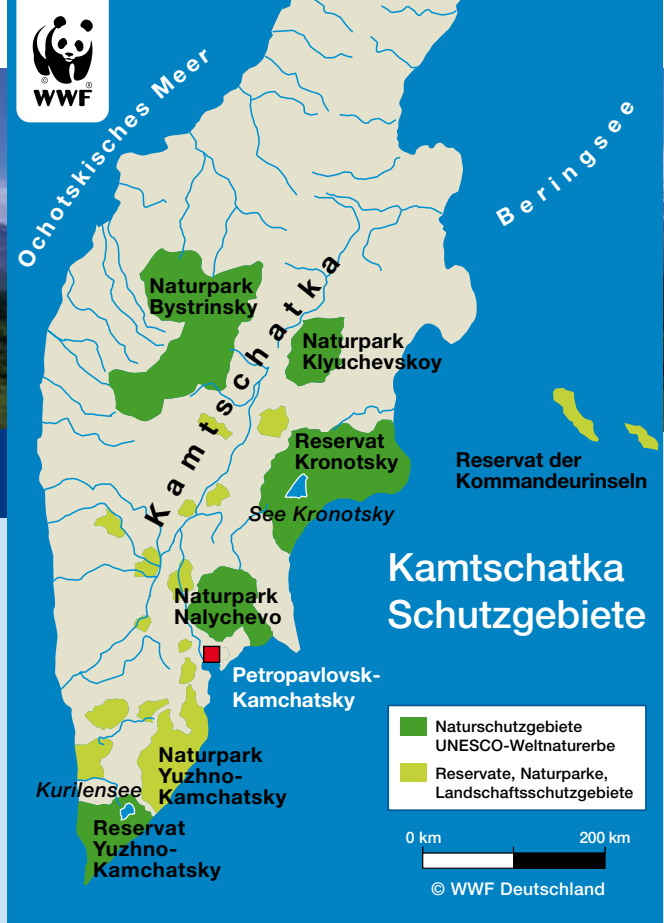 ©
WWF
®
Ochotskisches Meer
Beringsee
Naturpark
Bystrinsky
Kamtschatka
Naturpark
Klyuchevskoy
Reservat
Kronotsky
Reservat der
Kommandeurinseln
See Kronotsky
Kamtschatka
Schutzgebiete
Naturpark
Nalychevo
Petropavlovsk-
Kamchatsky
Naturschutzgebiete
UNESCO-Weltnaturerbe
Reservate, Naturparke,
Landschaftsschutzgebiete
Naturpark
Yuzhno-
Kamchatsky
Kurilensee
Reservat
Yuzhno-
Kamchatsky
0 km 200 km
© WWF Deutschland